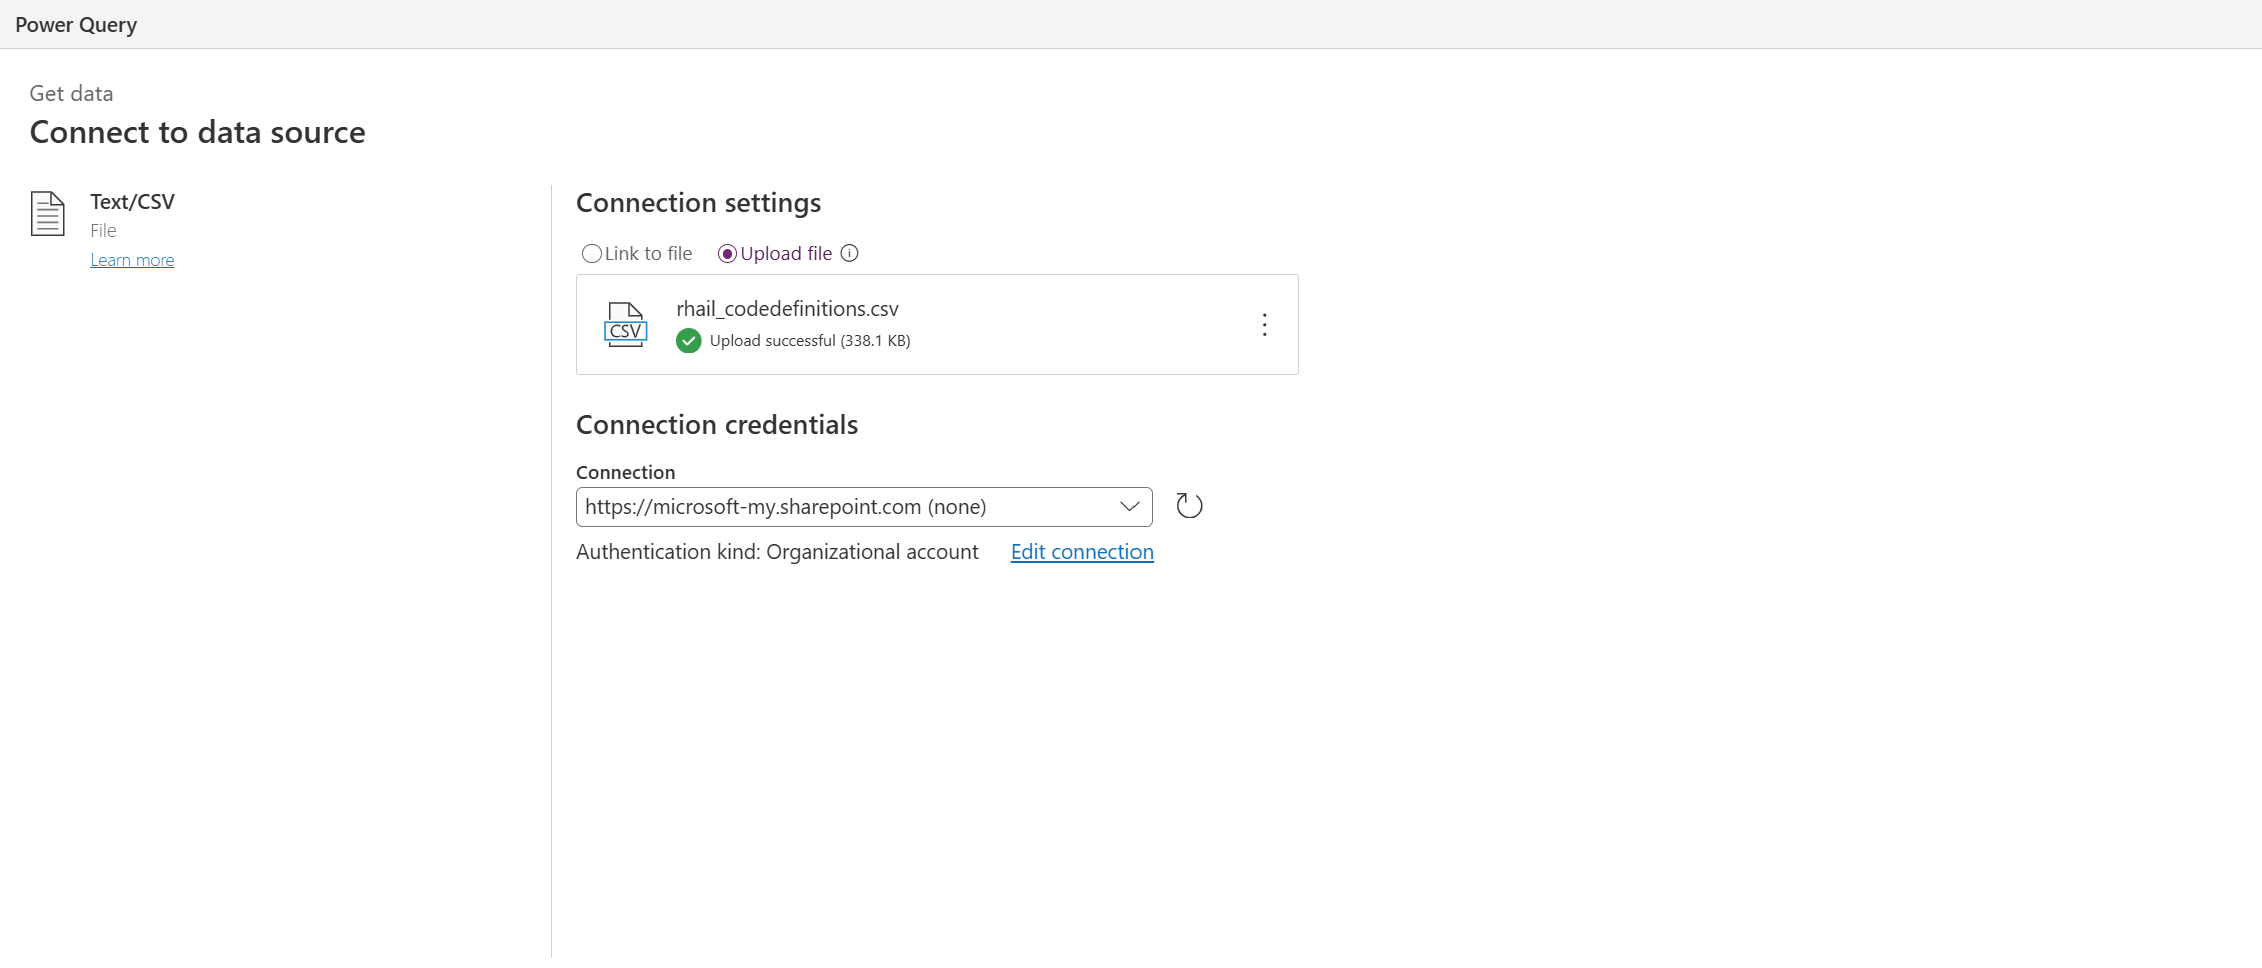 Power Query
Get data
Connect to data source
Text/CSV
File
Learn more
Connection settings
Link to file
Upload file
CSV
rhail_codedefinitions.csv
Upload successful (338.1 KB)
Connection credentials
Connection
https://microsoft-my.sharepoint.com (none)
Authentication kind: Organizational account
Edit connection